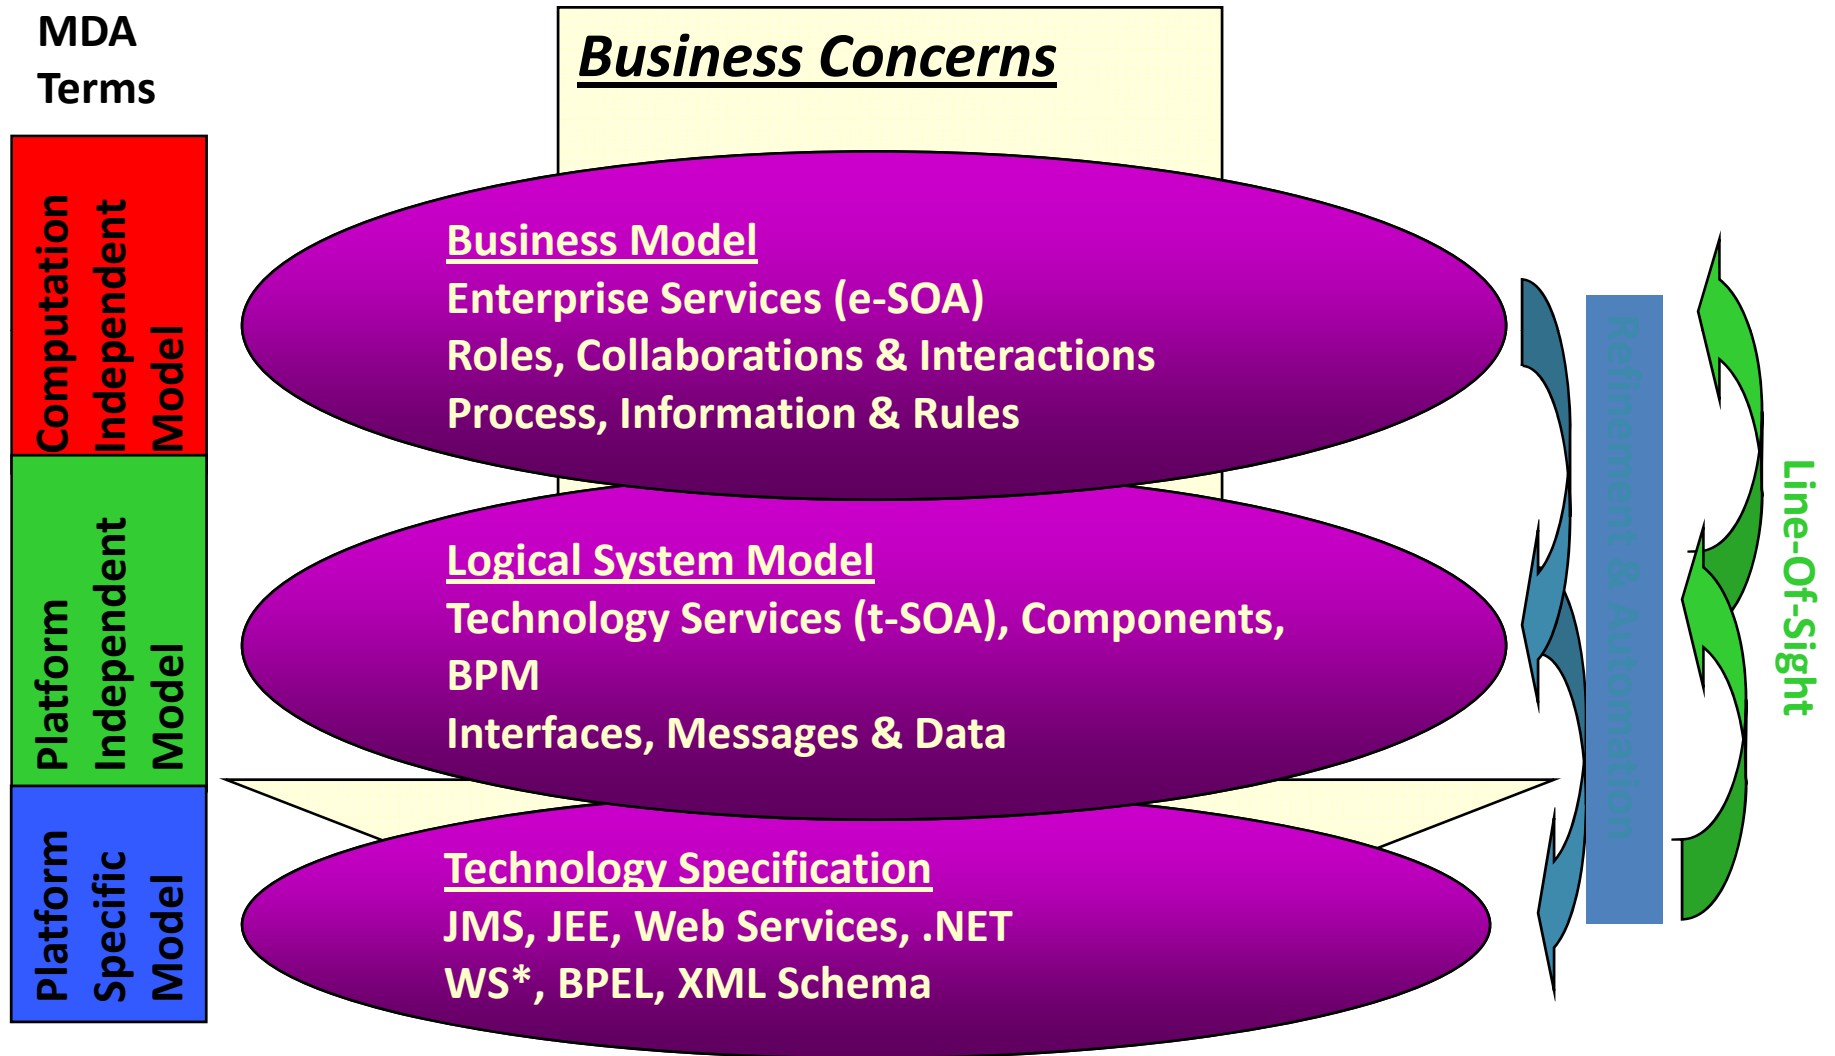 MDA
Terms
Business Concerns
Computation
Independent
Model
Business Model
Enterprise Services (e-SOA)
Roles, Collaborations & Interactions
Process, Information & Rules
Platform
Independent
Model
Logical System Model
Technology Services (t-SOA), Components,
BPM
Interfaces, Messages & Data
Platform
Specific
Model
Technology Specification
JMS, JEE, Web Services, .NET
WS*, BPEL, XML Schema
Refinement & Automation
Line-Of-Sight